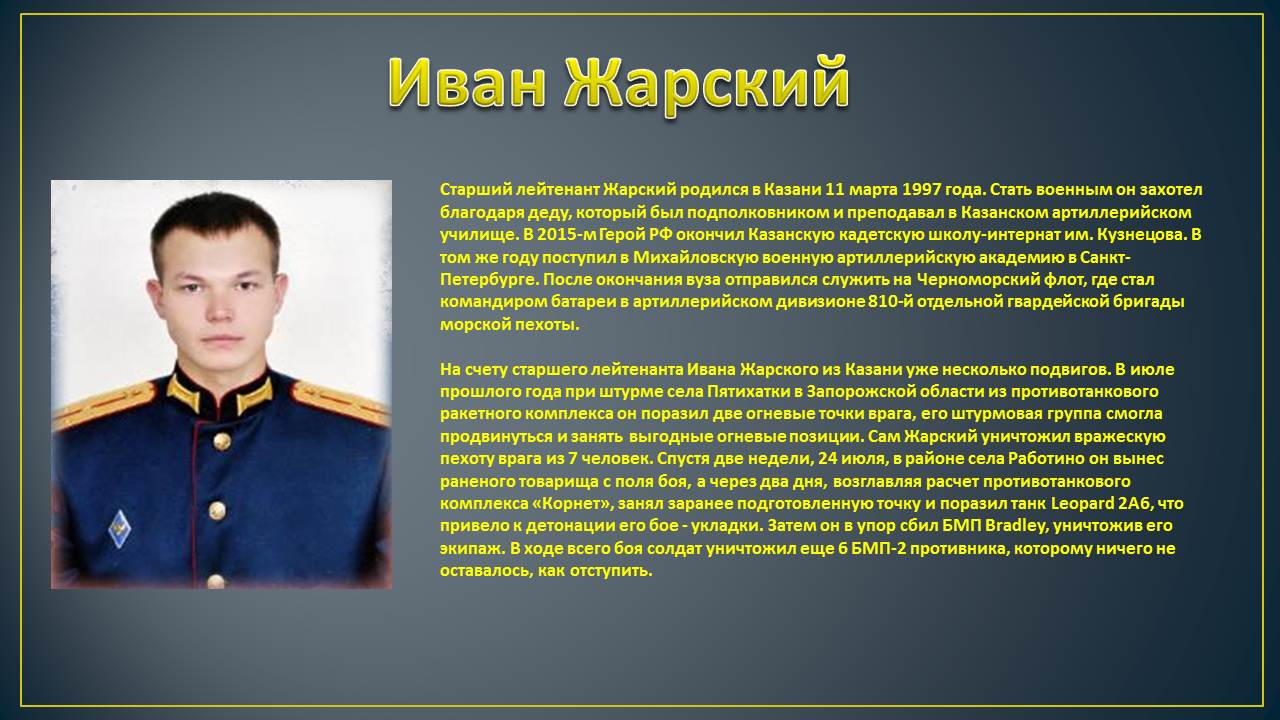 Иван Жарский
Старший лейтенант Жарский родился в Казани 11 марта 1997 года. Стать военным он захотел
благодаря деду, который был подполковником и преподавал в Казанском артиллерийском
училище. В 2015-м Герой РФ окончил Казанскую кадетскую школу-интернат им. Кузнецова. В
том же году поступил в Михайловскую военную артиллерийскую академию в Санкт-
Петербурге. После окончания вуза отправился служить на Черноморский флот, где стал
командиром батареи в артиллерийском дивизионе 810-й отдельной гвардейской бригады
морской пехоты.
На счету старшего лейтенанта Ивана Жарского из Казани уже несколько подвигов. В июле
прошлого года при штурме села Пятихатки в Запорожской области из противотанкового
ракетного комплекса он поразил две огневые точки врага, его штурмовая группа смогла
продвинуться и занять выгодные огневые позиции. Сам Жарский уничтожил вражескую
пехоту врага из 7 человек. Спустя две недели, 24 июля, в районе села Работино он вынес
раненого товарища с поля боя, а через два дня, возглавляя расчет противотанкового
комплекса «Корнет», занял заранее подготовленную точку и поразил танк Leopard 2A6, что
привело к детонации его бое - укладки. Затем он в упор сбил БМП Bradley, уничтожив его
экипаж. В ходе всего боя солдат уничтожил еще 6 БМП-2 противника, которому ничего не
оставалось, как отступить.